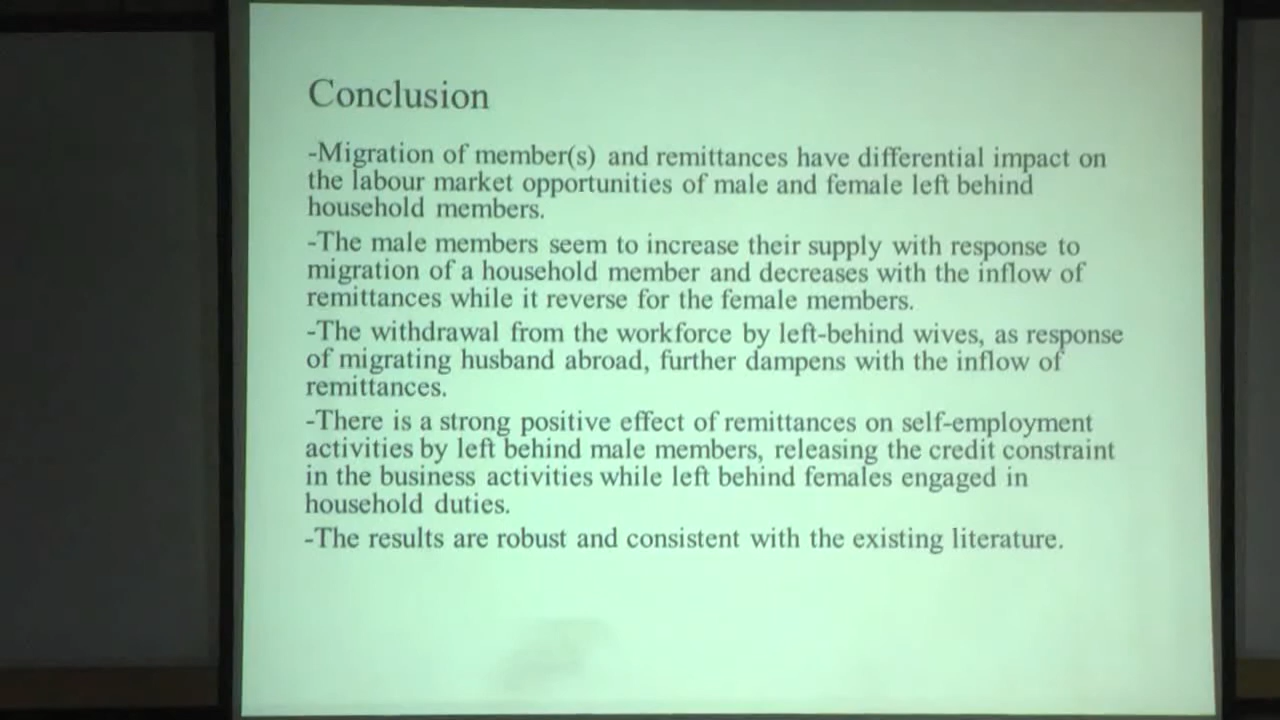 Conclusion
-Migration of member(s) and remittances have differential impact on
the labour market opportunities of male and female left behind
household members.
-The male members seem to increase their supply with response to
migration of a household member and decreases with the inflow of
remittances while it reverse for the female members.
-The withdrawal from the workforce by left-behind wives, as response
of migrating husband abroad, further dampens with the inflow of
remittances.
-There is a strong positive effect of remittances on self-employment
activities by left behind male members, releasing the credit constraint
in the business activities while left behind females engaged in
household duties.
-The results are robust and consistent with the existing literature.